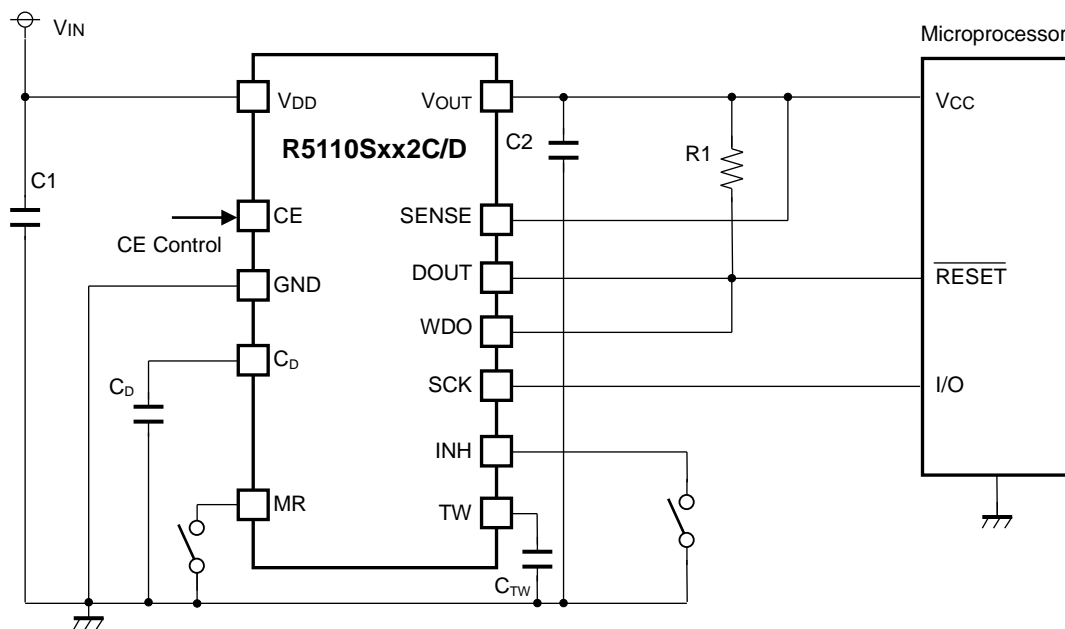 VIN
Microprocessor
VDD
VOUT
VCC
R5110Sxx2C/D
C2
R1
C1
CE
SENSE
CE Control
DOUT
RESET
GND
WDO
CD
CD
SCK
I/O
INH
MR
TW
CTW